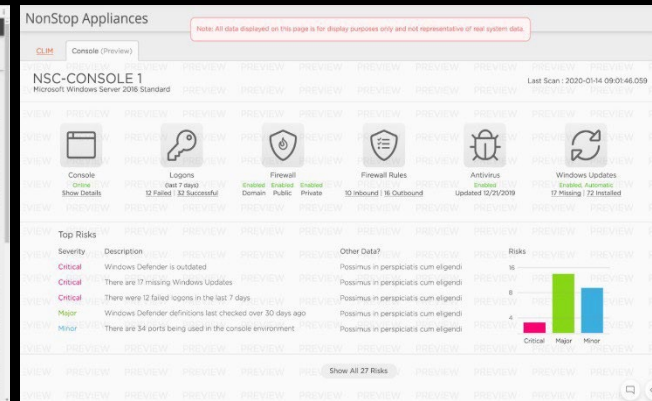 NonStop Appliances
Note: All data displayed on this page is for display purposes only and not representative of real system data.
CLIM Console (Preview)
NSC-CONSOLE 1
Microsoft Windows Server 2016 Standard
Last Scan : 2020-01-14 09:01:46.059
Console Logons Firewall Firewall Rules Antivirus Windows Updates
Online (last 7 days) Enabled Enabled Enabled Enabled Enabled, Automatic
Show Details 12 Failed | 32 Successful Domain Public Private 10 Inbound | 16 Outbound Updated 12/21/2019 17 Missing | 72 Installed
Top Risks
Severity Description Other Data? Risks
Critical Windows Defender is outdated Possimus in perspiciatis cum eligendi
Critical There are 17 missing Windows Updates Possimus in perspiciatis cum eligendi
Critical There were 12 failed logons in the last 7 days Possimus in perspiciatis cum eligendi
Major Windows Defender definitions last checked over 30 days ago Possimus in perspiciatis cum eligendi
Minor There are 34 ports being used in the console environment Possimus in perspiciatis cum eligendi
16
8
4
Critical Major Minor
Show All 27 Risks
PREVIEW